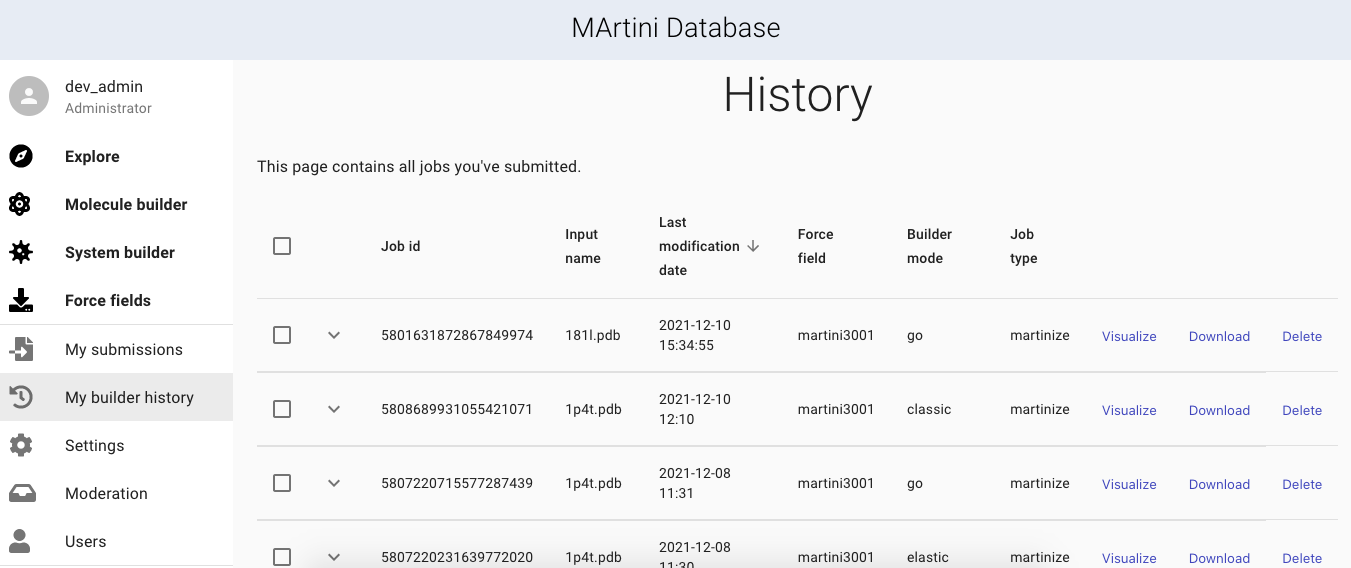 MArtini Database
dev_admin
Administrator
Explore
Molecule builder
System builder
Force fields
My submissions
My builder history
Settings
Moderation
Users
History
This page contains all jobs you've submitted.
Job id
Input
name
Last
modification
date
Force
field
Builder
mode
Job
type
5801631872867849974 181l.pdb 2021-12-10
15:34:55 martini3001 go martinize Visualize Download Delete
5808689931055421071 1p4t.pdb 2021-12-10
12:10 martini3001 classic martinize Visualize Download Delete
5807220715577287439 1p4t.pdb 2021-12-08
11:31 martini3001 go martinize Visualize Download Delete
5807220231639772020 1p4t.pdb 2021-12-08
11:30 martini3001 elastic martinize Visualize Download Delete